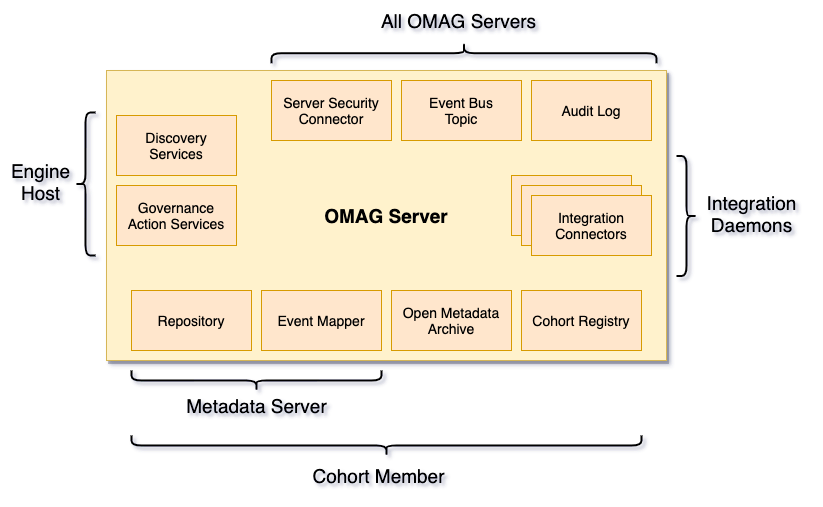 All OMAG Servers
Server Security
Connector
Event Bus
Topic
Audit Log
Discovery
Services
Engine
Host
Governance
Action Services
OMAG Server
Integration
Connectors
Integration
Daemons
Repository
Event Mapper
Open Metadata
Archive
Cohort Registry
Metadata Server
Cohort Member